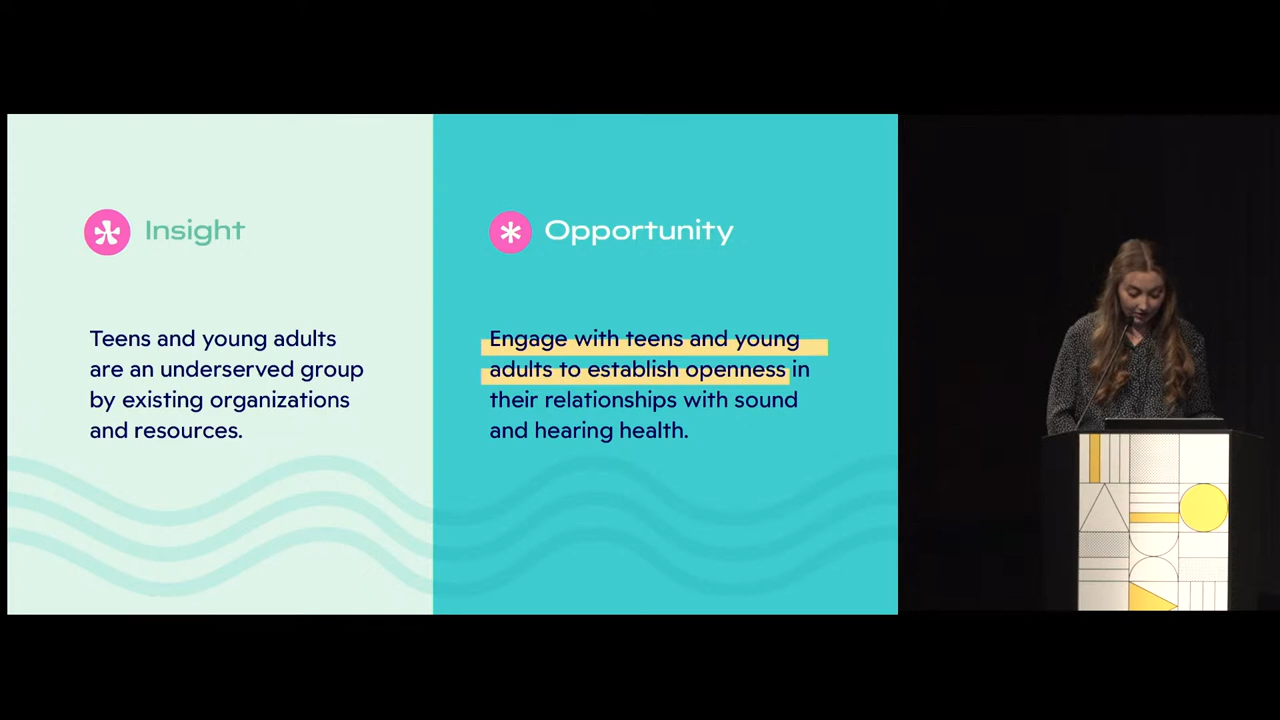 Insight
Teens and young adults
are an underserved group
by existing organizations
and resources.
Opportunity
Engage with teens and young
adults to establish openness in
their relationships with sound
and hearing health.